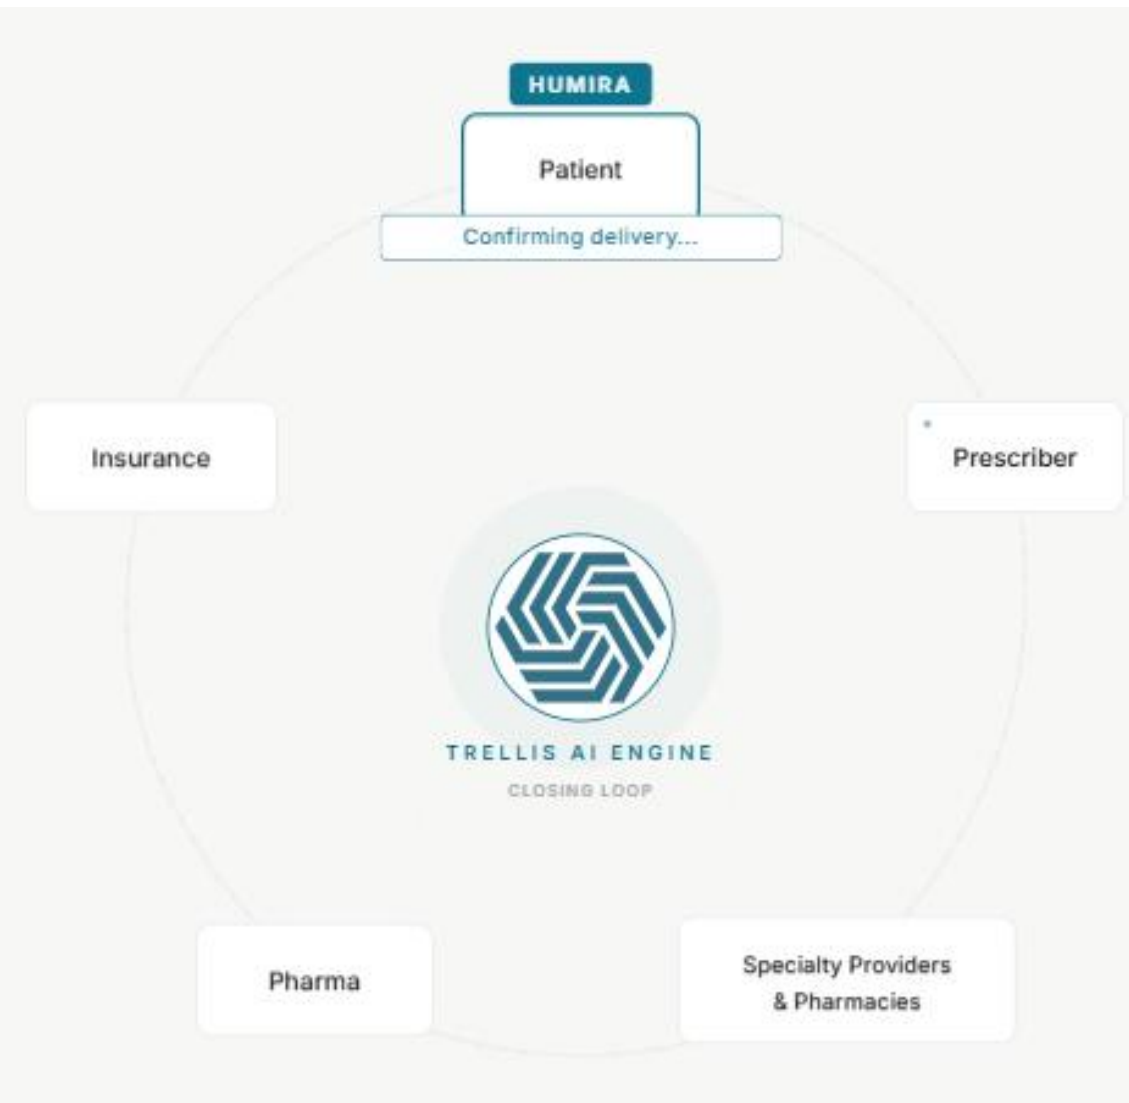 HUMIRA
Patient
Confirming delivery...
Insurance
Prescriber
TRELLIS AI ENGINE
CLOSING LOOP
Pharma
Specialty Providers
& Pharmacies